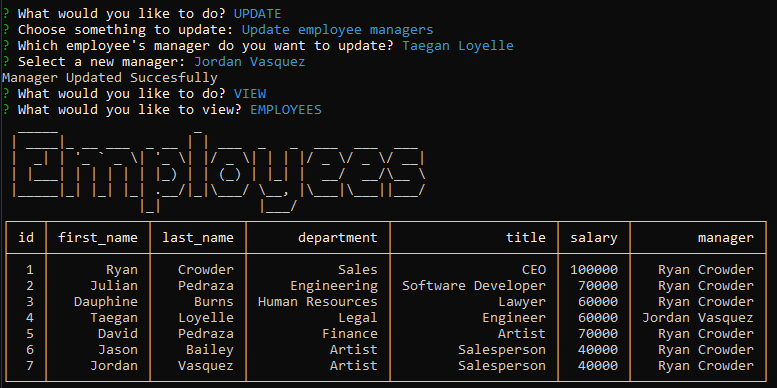 ? What would you like to do? UPDATE
? Choose something to update: Update employee managers
? Which employee's manager do you want to update? Taegan Loyelle
? Select a new manager: Jordan Vasquez
Manager Updated Succesfully
? What would you like to do? VIEW
? What would you like to view? EMPLOYEES
Employees
id first_name last_name department title salary manager
1 Ryan Crowder Sales CEO 100000 Ryan Crowder
2 Julian Pedraza Engineering Software Developer 70000 Ryan Crowder
3 Dauphine Burns Human Resources Lawyer 60000 Ryan Crowder
4 Taegan Loyelle Legal Engineer 60000 Jordan Vasquez
5 David Pedraza Finance Artist 70000 Ryan Crowder
6 Jason Bailey Artist Salesperson 40000 Ryan Crowder
7 Jordan Vasquez Artist Salesperson 40000 Ryan Crowder